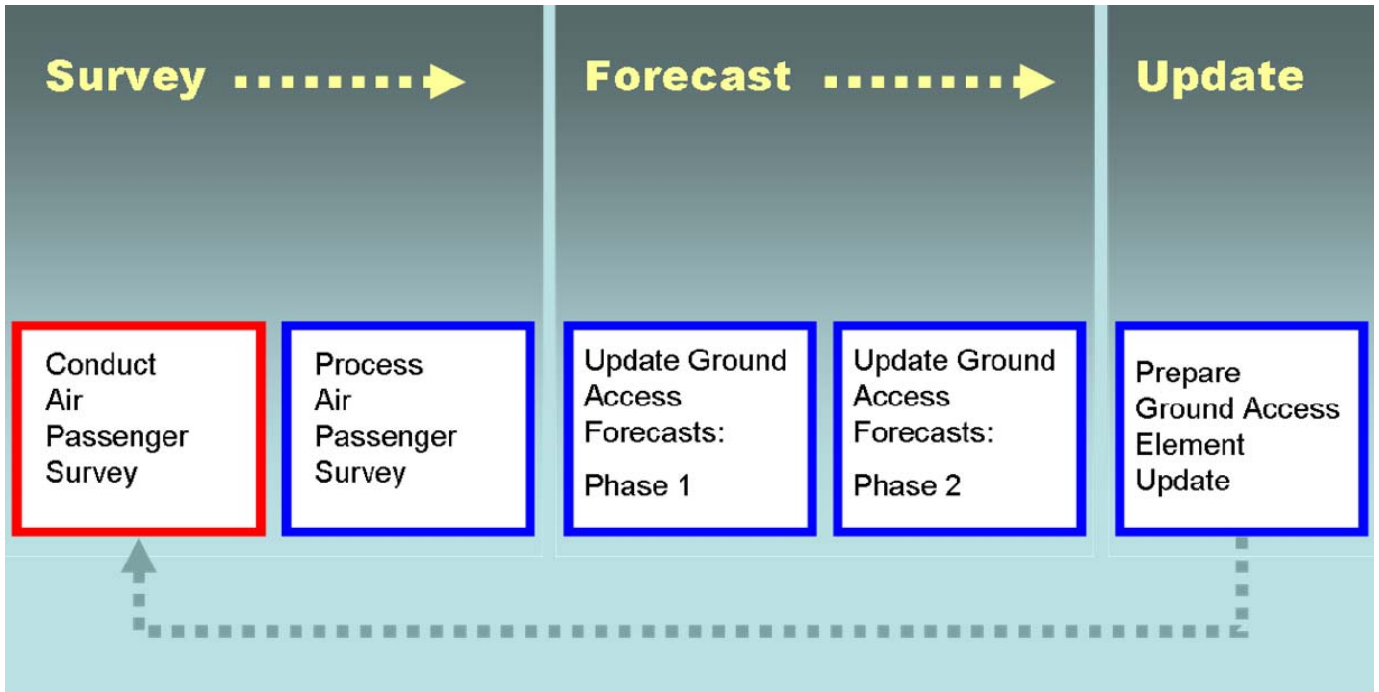 Survey
Forecast
Update
Conduct
Air
Passenger
Survey
Process
Air
Passenger
Survey
Update Ground
Access
Forecasts:
Phase 1
Update Ground
Access
Forecasts:
Phase 2
Prepare
Ground Access
Element
Update